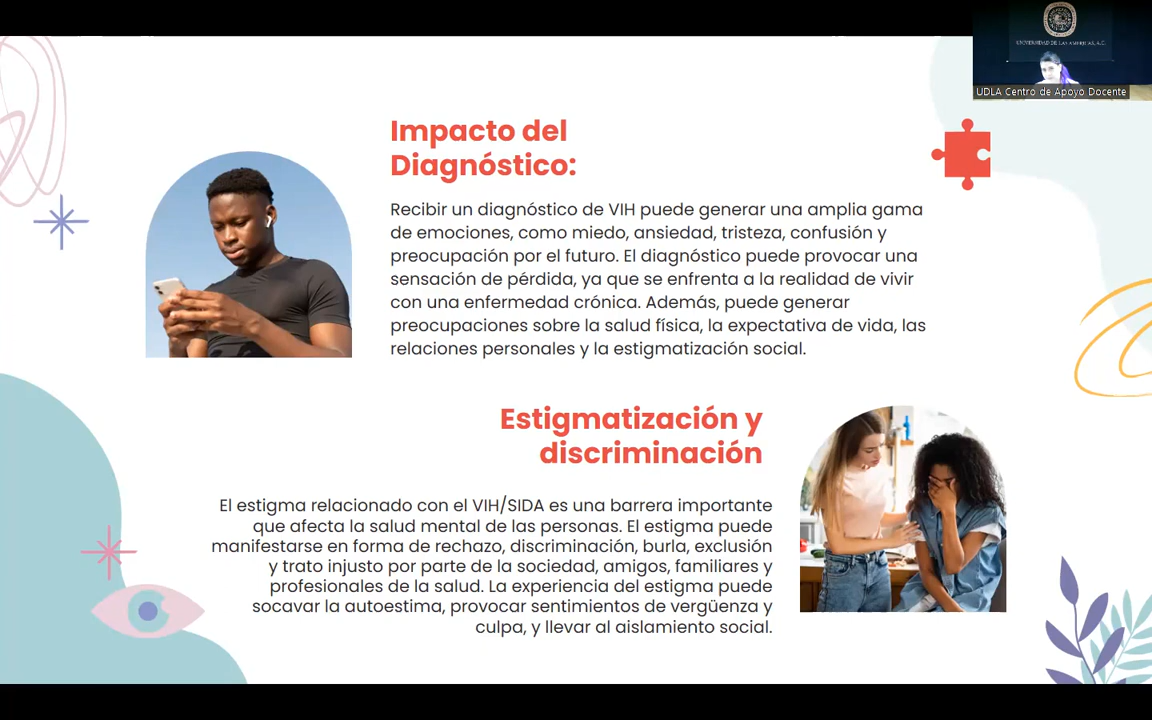 UNIVERSIDAD DE LAS AMERICAS, A.C.
UDLA Centro de Apoyo Docente
Impacto del
Diagnóstico:
Recibir un diagnóstico de VIH puede generar una amplia gama
de emociones, como miedo, ansiedad, tristeza, confusión y
preocupación por el futuro. El diagnóstico puede provocar una
sensación de pérdida, ya que se enfrenta a la realidad de vivir
con una enfermedad crónica. Además, puede generar
preocupaciones sobre la salud física, la expectativa de vida, las
relaciones personales y la estigmatización social.
Estigmatización y
discriminación
El estigma relacionado con el VIH/SIDA es una barrera importante
que afecta la salud mental de las personas. El estigma puede
manifestarse en forma de rechazo, discriminación, burla, exclusión
y trato injusto por parte de la sociedad, amigos, familiares y
profesionales de la salud. La experiencia del estigma puede
socavar la autoestima, provocar sentimientos de vergüenza y
culpa, y llevar al aislamiento social.